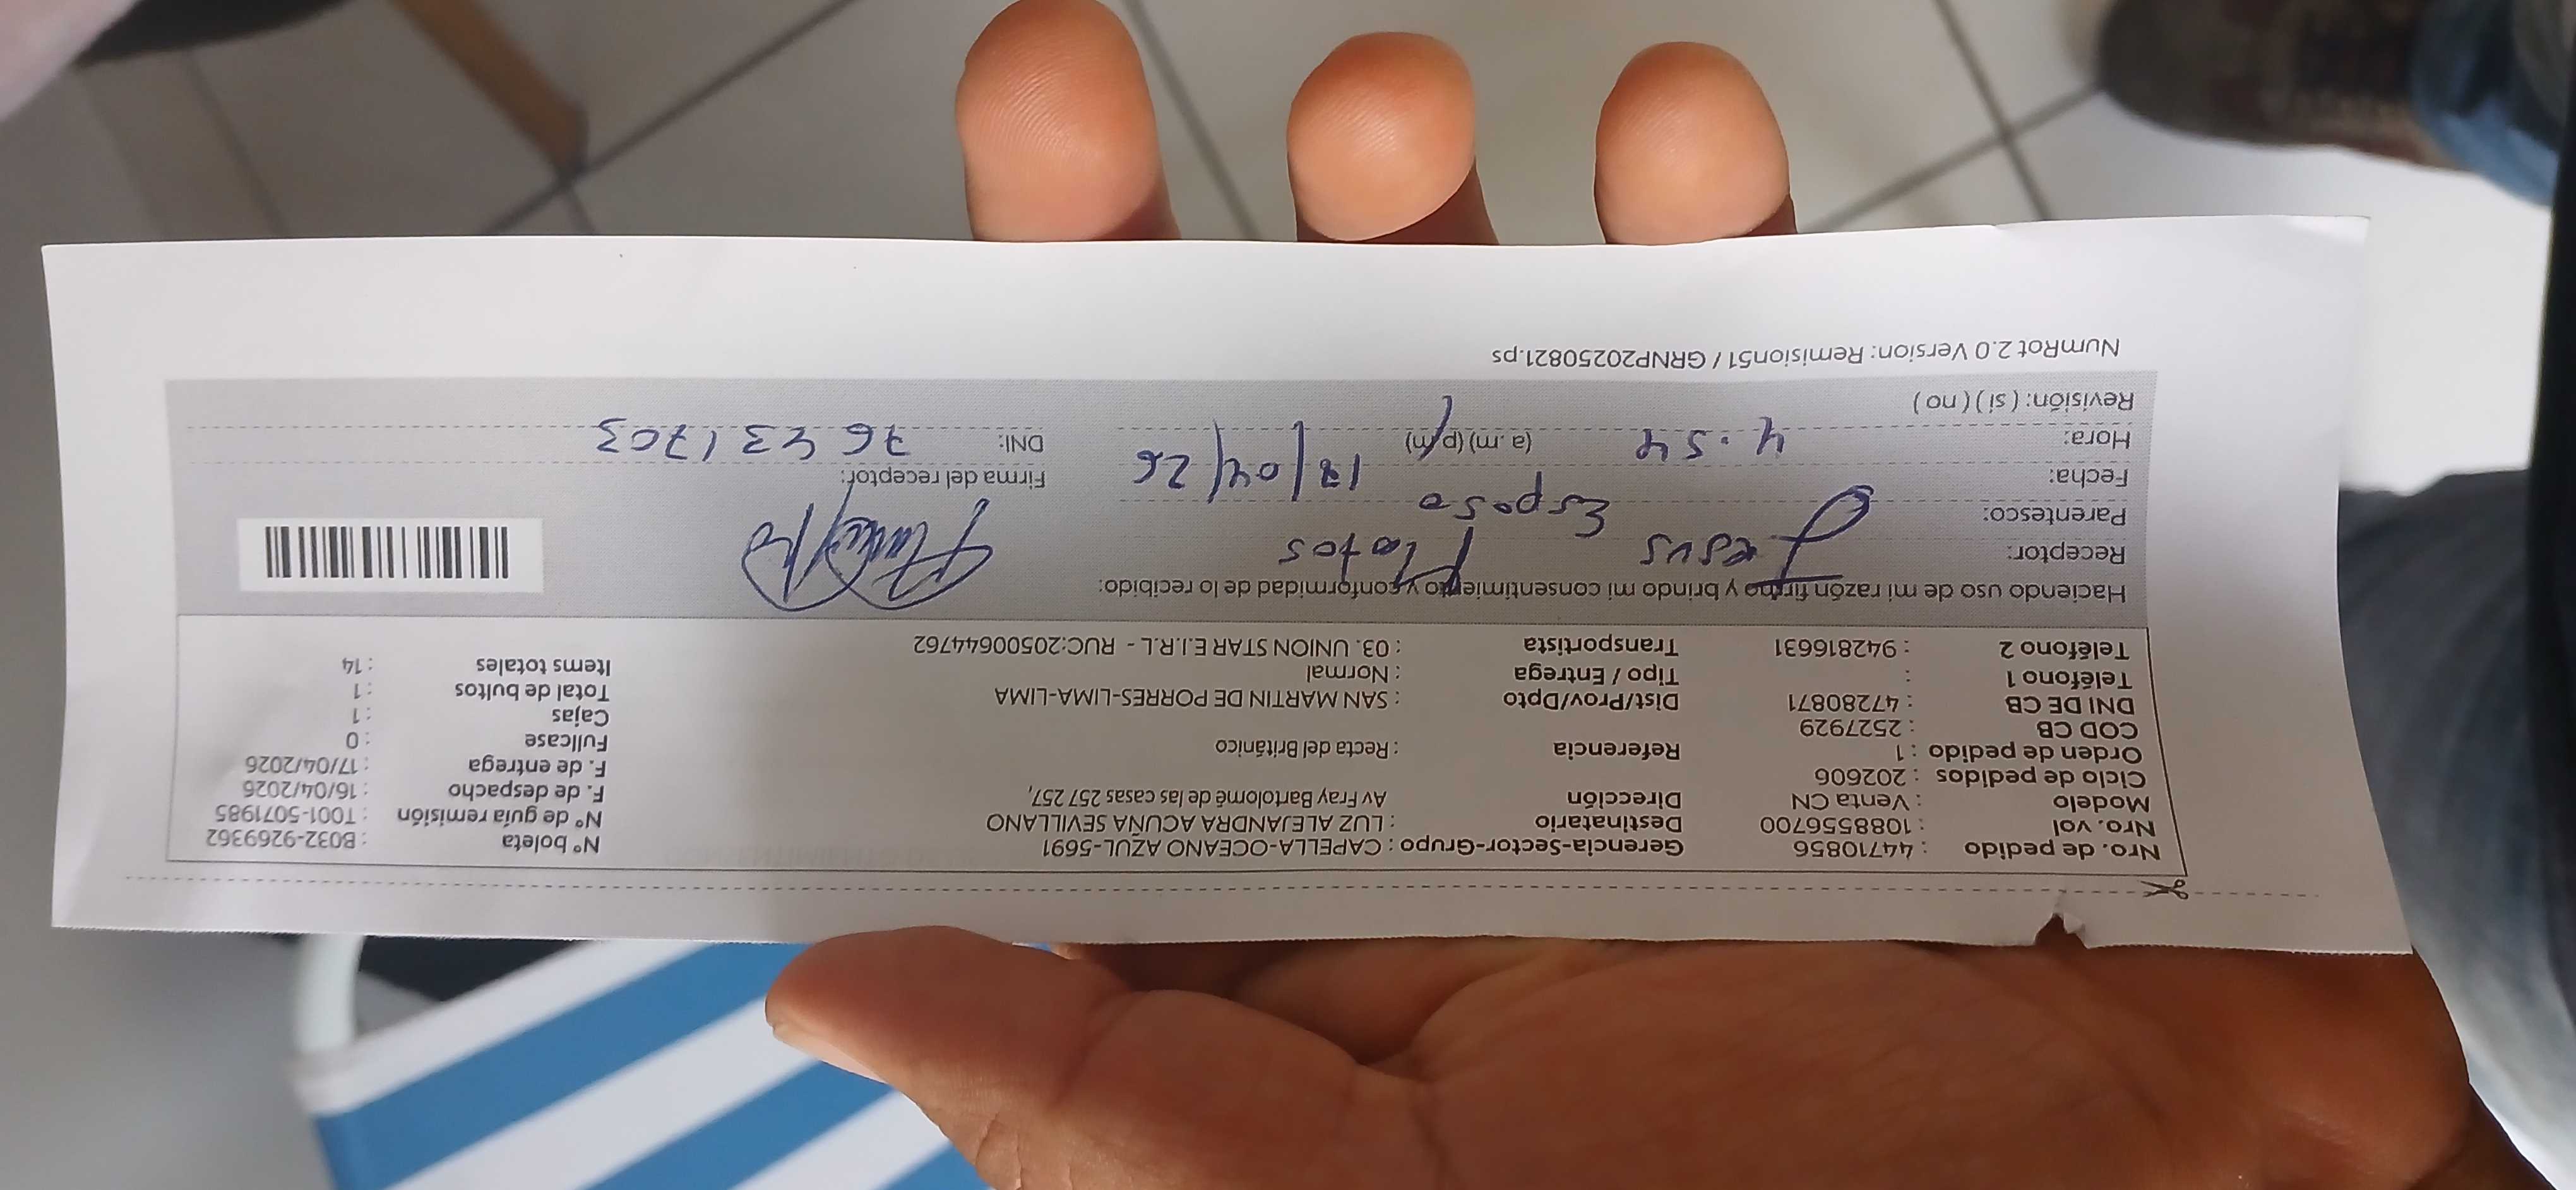 Nro. de pedido : 44710856 Gerencia-Sector-Grupo : CAPELLA-OCEANO AZUL-5691 N° boleta : B032-9269362
Nro. vol : 1088556700 Destinatario : LUZ ALEJANDRA ACUÑA SEVILLANO N° de guía remisión : T001-5071985
Modelo : Venta CN Dirección Av Fray Bartolomé de las casas 257 257, F. de despacho : 16/04/2026
Ciclo de pedidos : 202606 F. de entrega : 17/04/2026
Orden de pedido : 1 Referencia : Recta del Británico Fullcase : 0
COD CB : 2527929 Cajas : 1
DNI DE CB : 47280871 Dist/Prov/Dpto : SAN MARTIN DE PORRES-LIMA-LIMA Total de bultos : 1
Teléfono 1 : Tipo / Entrega : Normal Items totales : 14
Teléfono 2 : 942816631 Transportista : 03. UNION STAR E.I.R.L - RUC:20500644762
Haciendo uso de mi razón firmo y brindo mi consentimiento y conformidad de lo recibido:
Receptor: Jesus Matos
Parentesco: Esposo
Fecha: 17/04/26 Firma del receptor:
Hora: 4.54 (a.m) (p/m) DNI: 76431703
Revisión: ( si ) ( no )
NumRot 2.0 Version: Remision51 / GRNP20250821.ps